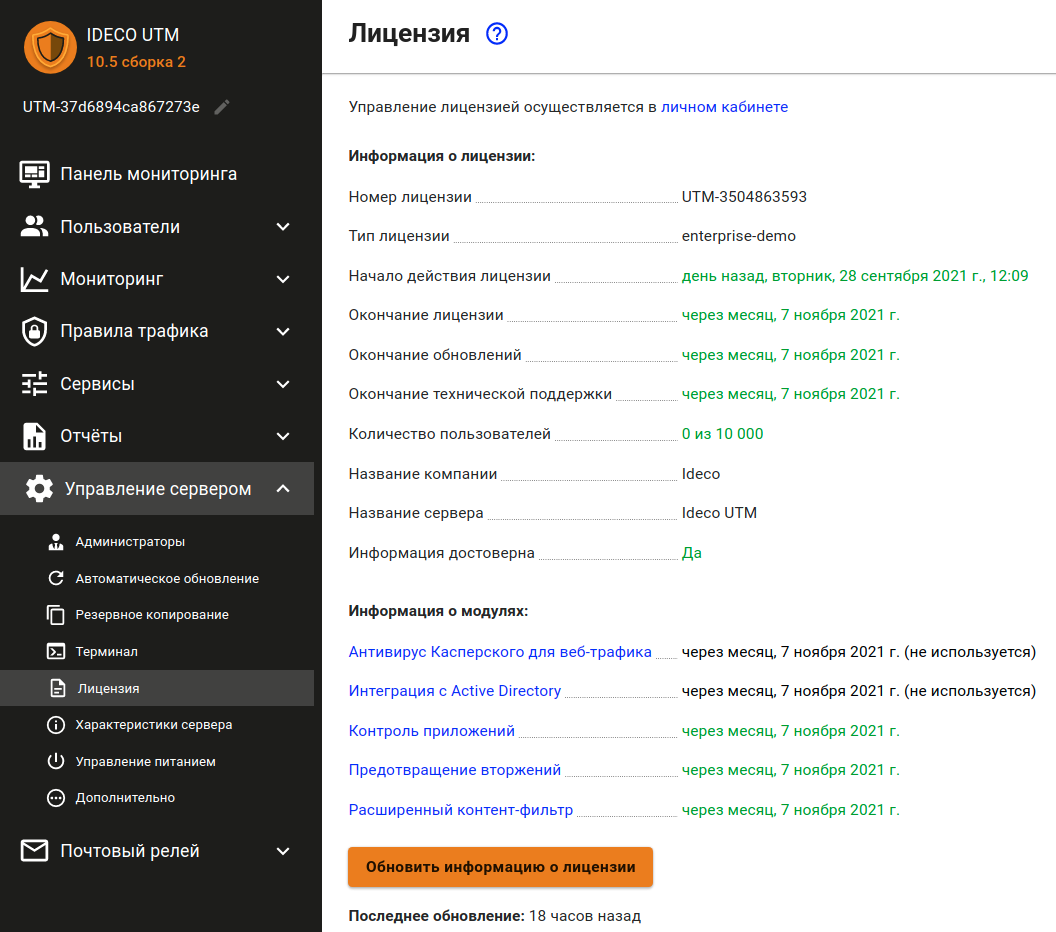 IDECO UTM
10.5 сборка 2
UTM-37d6894ca867273e
Панель мониторинга
Пользователи
Мониторинг
Правила трафика
Сервисы
Отчёты
Управление сервером
Администраторы
Автоматическое обновление
Резервное копирование
Терминал
Лицензия
Характеристики сервера
Управление питанием
Дополнительно
Почтовый релей
Лицензия ?
Управление лицензией осуществляется в личном кабинете
Информация о лицензии:
Номер лицензии UTM-3504863593
Тип лицензии enterprise-demo
Начало действия лицензии день назад, вторник, 28 сентября 2021 г., 12:09
Окончание лицензии через месяц, 7 ноября 2021 г.
Окончание обновлений через месяц, 7 ноября 2021 г.
Окончание технической поддержки через месяц, 7 ноября 2021 г.
Количество пользователей 0 из 10 000
Название компании Ideco
Название сервера Ideco UTM
Информация достоверна Да
Информация о модулях:
Антивирус Касперского для веб-трафика через месяц, 7 ноября 2021 г. (не используется)
Интеграция с Active Directory через месяц, 7 ноября 2021 г. (не используется)
Контроль приложений через месяц, 7 ноября 2021 г.
Предотвращение вторжений через месяц, 7 ноября 2021 г.
Расширенный контент-фильтр через месяц, 7 ноября 2021 г.
Обновить информацию о лицензии
Последнее обновление: 18 часов назад